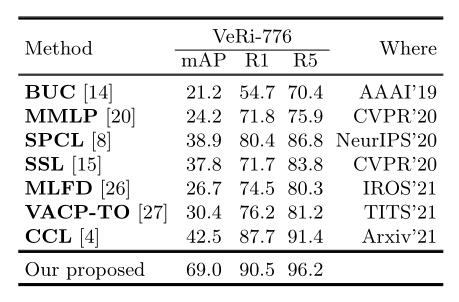 Method VeRi-776 Where
mAP R1 R5
BUC [14] 21.2 54.7 70.4 AAAI'19
MMLP [20] 24.2 71.8 75.9 CVPR'20
SPCL [8] 38.9 80.4 86.8 NeurIPS'20
SSL [15] 37.8 71.7 83.8 CVPR'20
MLFD [26] 26.7 74.5 80.3 IROS'21
VACP-TO [27] 30.4 76.2 81.2 TITS'21
CCL [4] 42.5 87.7 91.4 Arxiv'21
Our proposed 69.0 90.5 96.2